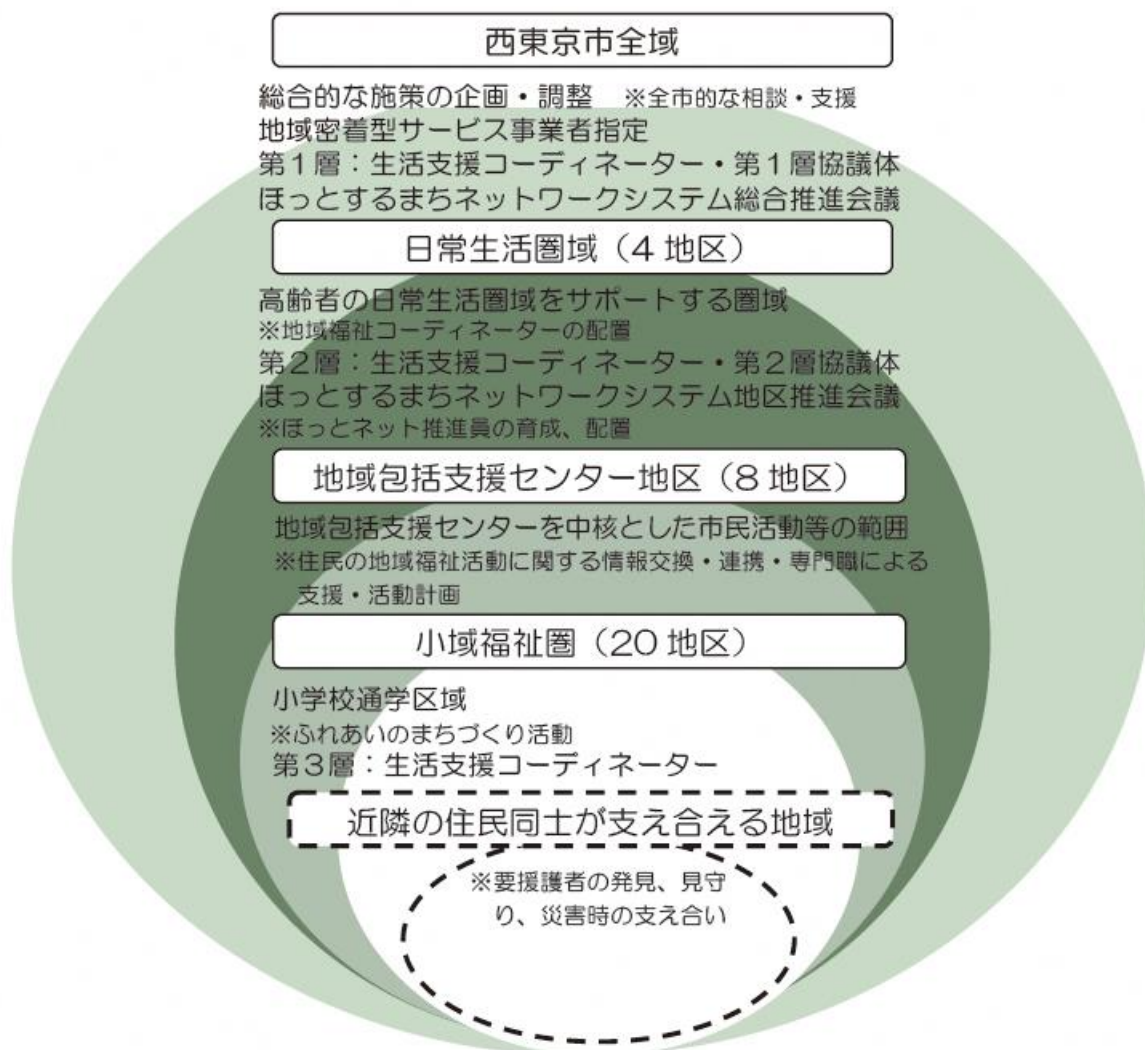 西東京市全域
総合的な施策の企画・調整　※全市的な相談・支援
地域密着型サービス事業者指定
第１層：生活支援コーディネーター・第１層協議体
ほっとするまちネットワークシステム総合推進会議
日常生活圏域（4 地区）
高齢者の日常生活圏域をサポートする圏域
※地域福祉コーディネーターの配置
第２層：生活支援コーディネーター・第２層協議体
ほっとするまちネットワークシステム地区推進会議
※ほっとネット推進員の育成、配置
地域包括支援センター地区（8 地区）
地域包括支援センターを中核とした市民活動等の範囲
※住民の地域福祉活動に関する情報交換・連携・専門職による
支援・活動計画
小域福祉圏（20 地区）
小学校通学区域
※ふれあいのまちづくり活動
第３層：生活支援コーディネーター
近隣の住民同士が支え合える地域
※要援護者の発見、見守
り、災害時の支え合い